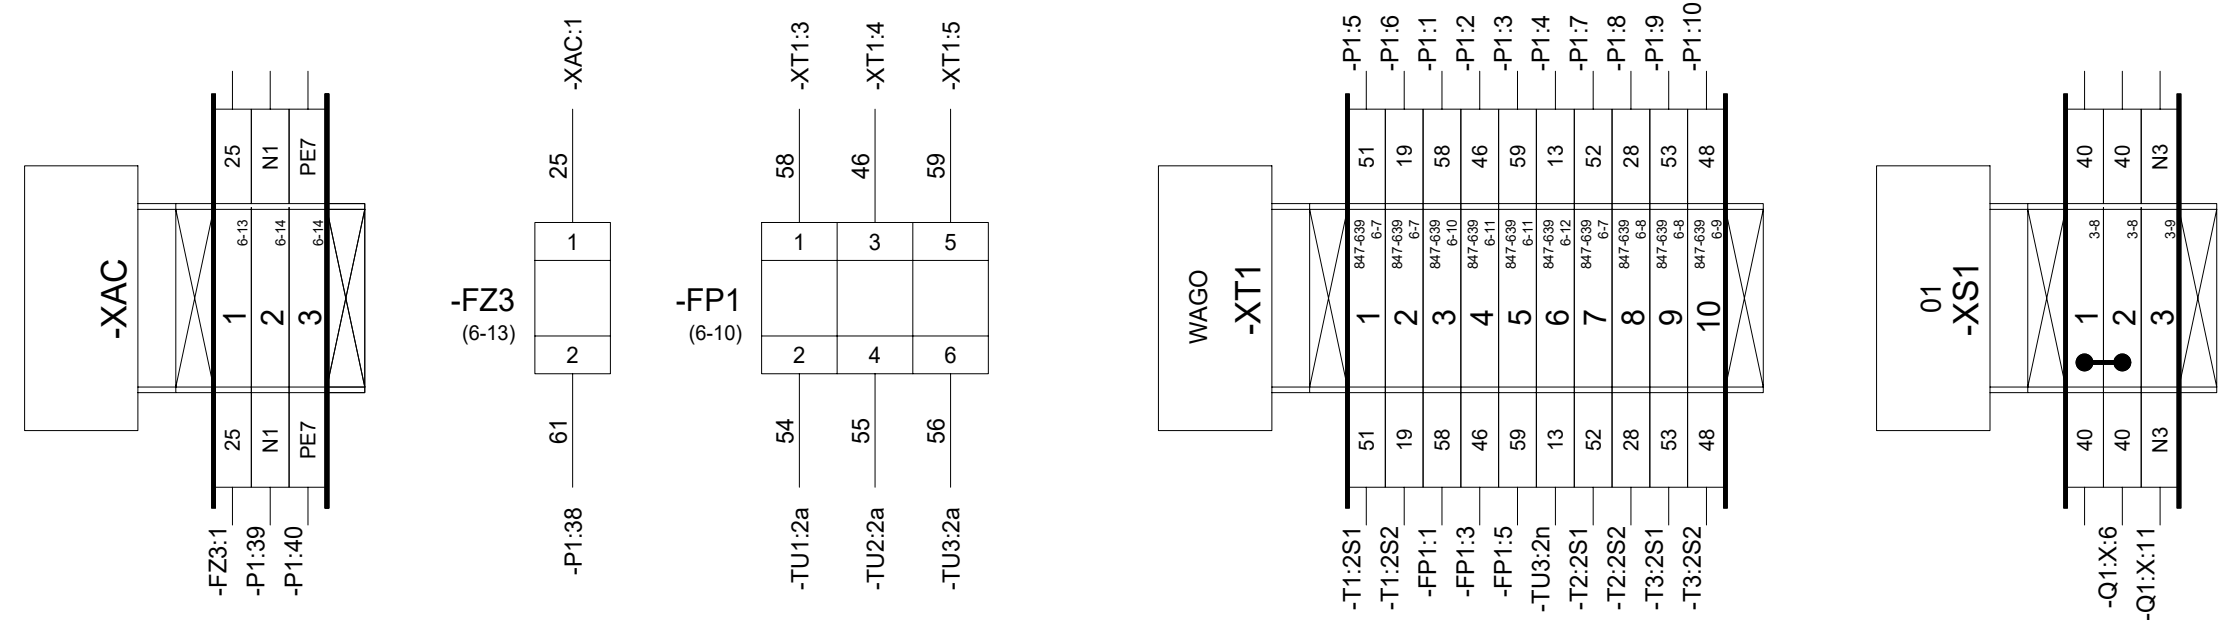 -XAC
25
N1
PE7
6-13
6-14
6-14
1
2
3
25
N1
PE7
-FZ3:1
-P1:39
-P1:40
-XAC:1
25
-FZ3
(6-13)
1
2
61
-P1:38
-XT1:3
-XT1:4
-XT1:5
58
46
59
-FP1
(6-10)
1
3
5
2
4
6
54
55
56
-TU1:2a
-TU2:2a
-TU3:2a
WAGO
-XT1
-P1:5
-P1:6
-P1:1
-P1:2
-P1:3
-P1:4
-P1:7
-P1:8
-P1:9
-P1:10
51
19
58
46
59
13
52
28
53
48
847-639
6-7
847-639
6-7
847-639
6-10
847-639
6-11
847-639
6-11
847-639
6-12
847-639
6-7
847-639
6-8
847-639
6-8
847-639
6-9
1
2
3
4
5
6
7
8
9
10
51
19
58
46
59
13
52
28
53
48
-T1:2S1
-T1:2S2
-FP1:1
-FP1:3
-FP1:5
-TU3:2n
-T2:2S1
-T2:2S2
-T3:2S1
-T3:2S2
01
-XS1
40
40
N3
3-8
3-8
3-9
1
2
3
40
40
N3
-Q1:X:6
-Q1:X:11